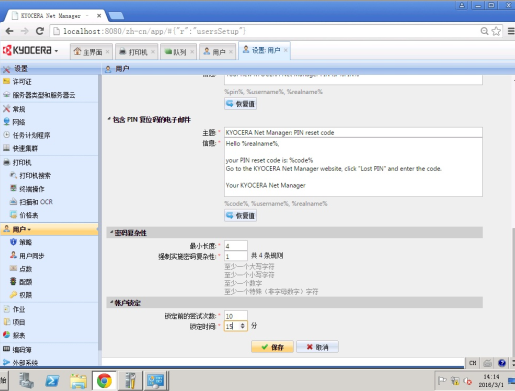 KYOCERA Net Manager -
localhost:8080/zh-cn/app/#{"r":"usersSetup"}
KYOCERA
主界面
打印机
队列
用户
设置: 用户
设置
用户
许可证
服务器类型和服务器云
常规
网络
任务计划程序
快速集群
打印机
打印机搜索
终端操作
扫描和 OCR
价格表
用户
策略
用户同步
点数
配额
权限
作业
项目
报表
编码簿
外部系统
%pin%, %username%, %realname%
恢复值
包含 PIN 复位码的电子邮件
主题: * KYOCERA Net Manager: PIN reset code
信息: * Hello %realname%,
your PIN reset code is: %code%
Go to the KYOCERA Net Manager website, click "Lost PIN" and enter the code.
Your KYOCERA Net Manager
%code%, %username%, %realname%
恢复值
密码复杂性
最小长度: * 4
强制实施密码复杂性: * 1 共 4 条规则
至少一个大写字符
至少一个小写字符
至少一个数字
至少一个特殊（非字母数字）字符
帐户锁定
锁定前的尝试次数: * 10
锁定时间: * 15 分
保存
取消
CH
14:14
2016/3/1